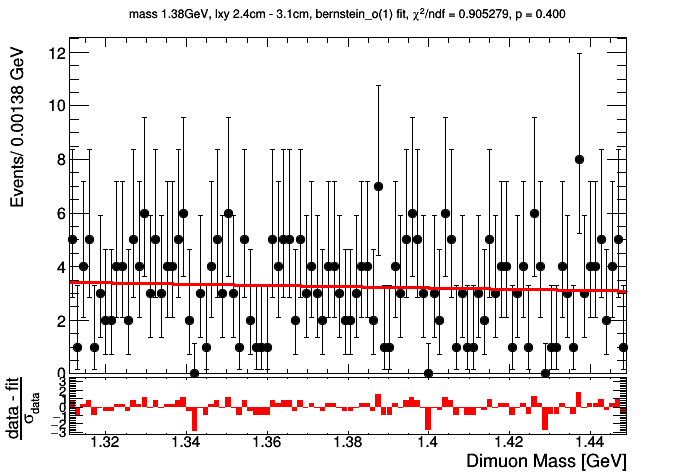 mass 1.38GeV, lxy 2.4cm - 3.1cm, bernstein_o(1) fit, χ²/ndf = 0.905279, p = 0.400
Events/ 0.00138 GeV
12
10
8
6
4
2
0
data - fit
σdata
3
2
1
0
−1
−2
−3
1.32 1.34 1.36 1.38 1.4 1.42 1.44
Dimuon Mass [GeV]